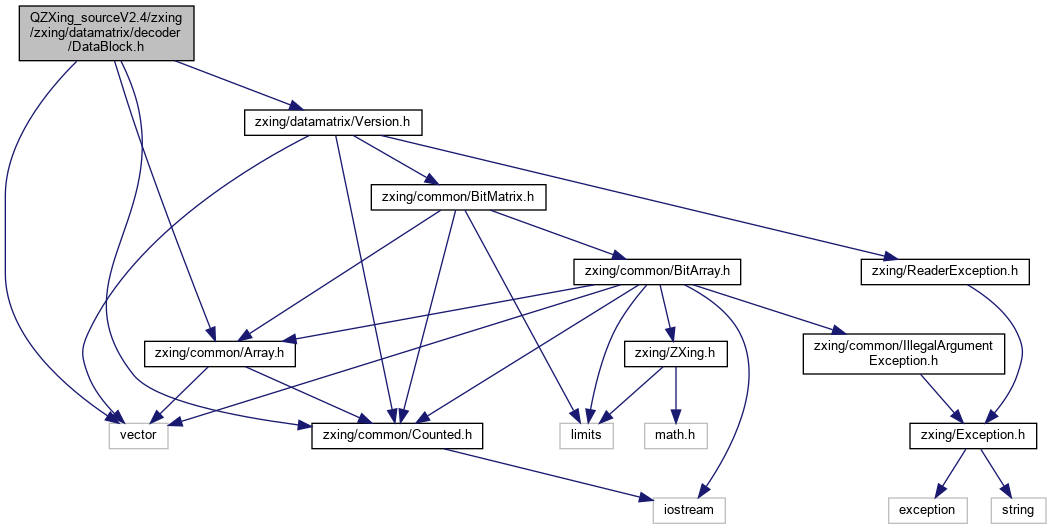 QZXing_sourceV2.4/zxing
/zxing/datamatrix/decoder
/DataBlock.h
zxing/datamatrix/Version.h
zxing/common/BitMatrix.h
zxing/common/BitArray.h
zxing/ReaderException.h
zxing/common/Array.h
zxing/ZXing.h
zxing/common/IllegalArgument
Exception.h
vector
zxing/common/Counted.h
limits
math.h
zxing/Exception.h
iostream
exception
string